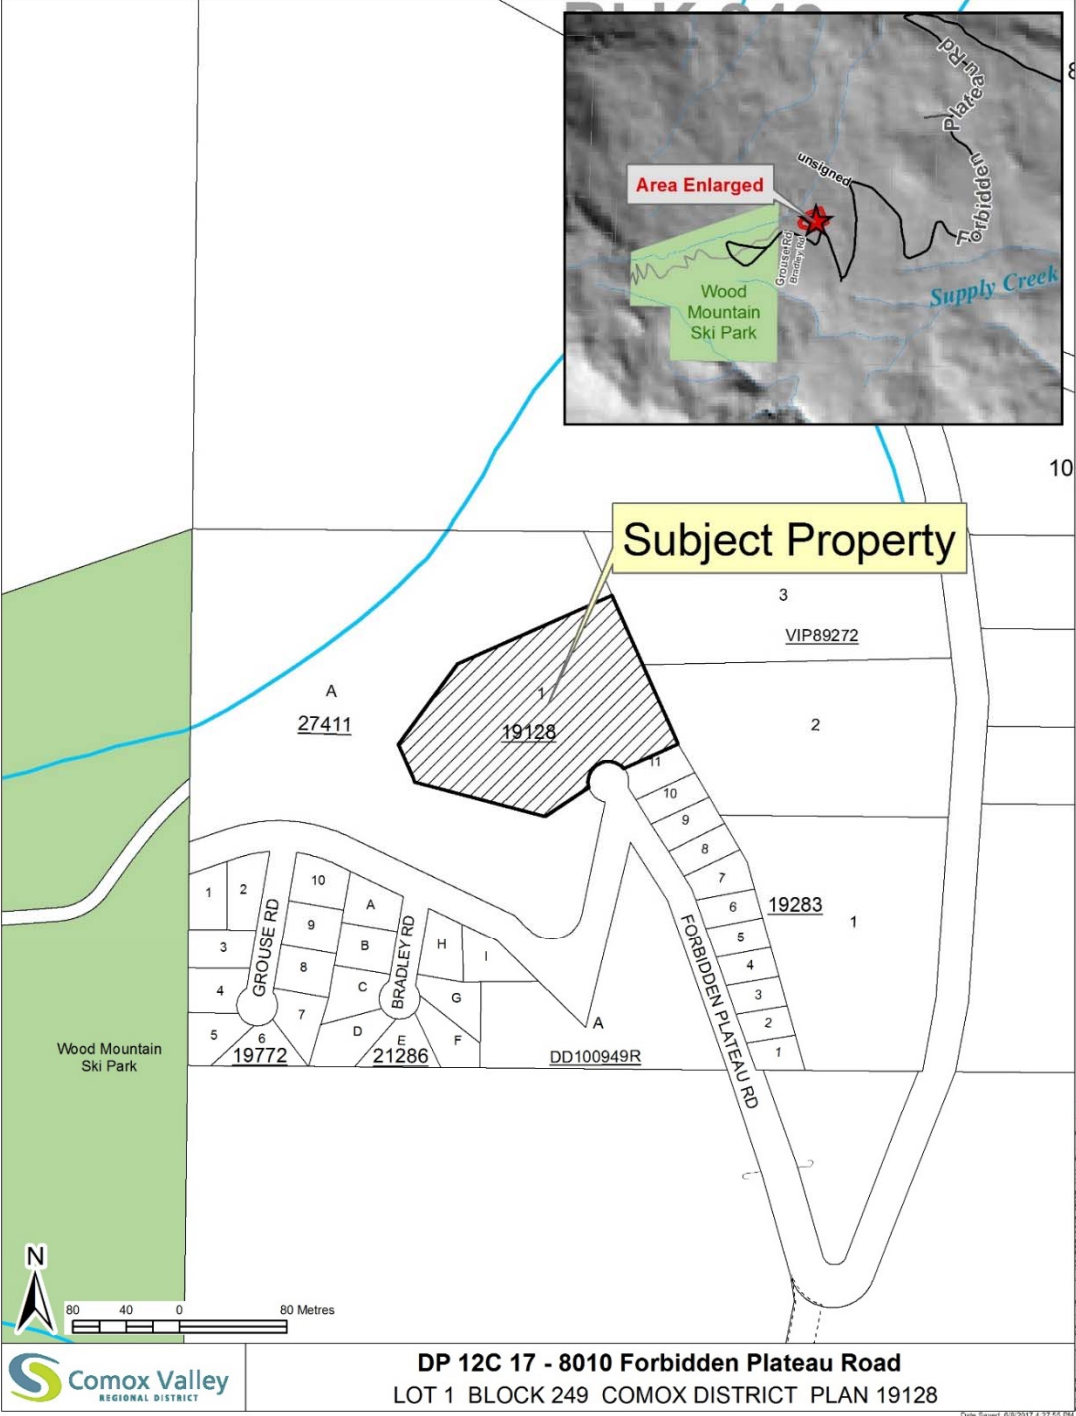 unsigned
Forbidden
Plateau
Area Enlarged
Grouse Rd
Bradley Rd
Supply Creek
Wood
Mountain
Ski Park
10
Subject Property
3
VIP89272
A
27411
1
19128
2
11
10
9
8
7
6
5
4
3
2
1
19283
1
FORBIDDEN PLATEAU RD
1
2
3
4
5
6
7
8
9
10
GROUSE RD
19772
A
B
C
D
E
F
G
H
I
BRADLEY RD
21286
A
DD100949R
Wood Mountain
Ski Park
N
80 40 0 80 Metres
Comox Valley
REGIONAL DISTRICT
DP 12C 17 - 8010 Forbidden Plateau Road
LOT 1 BLOCK 249 COMOX DISTRICT PLAN 19128